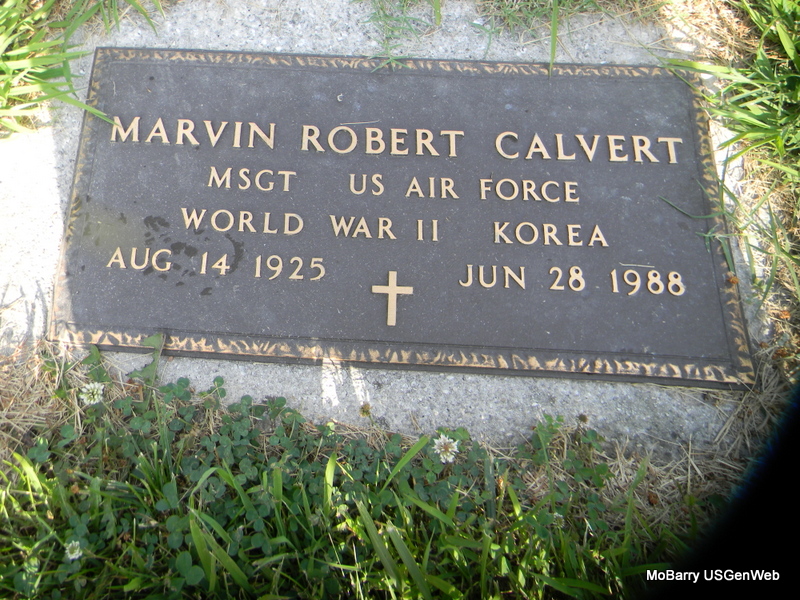 MARVIN ROBERT CALVERT
MSGT US AIR FORCE
WORLD WAR II KOREA
AUG 14 1925 JUN 28 1988
MoBarry USGenWeb